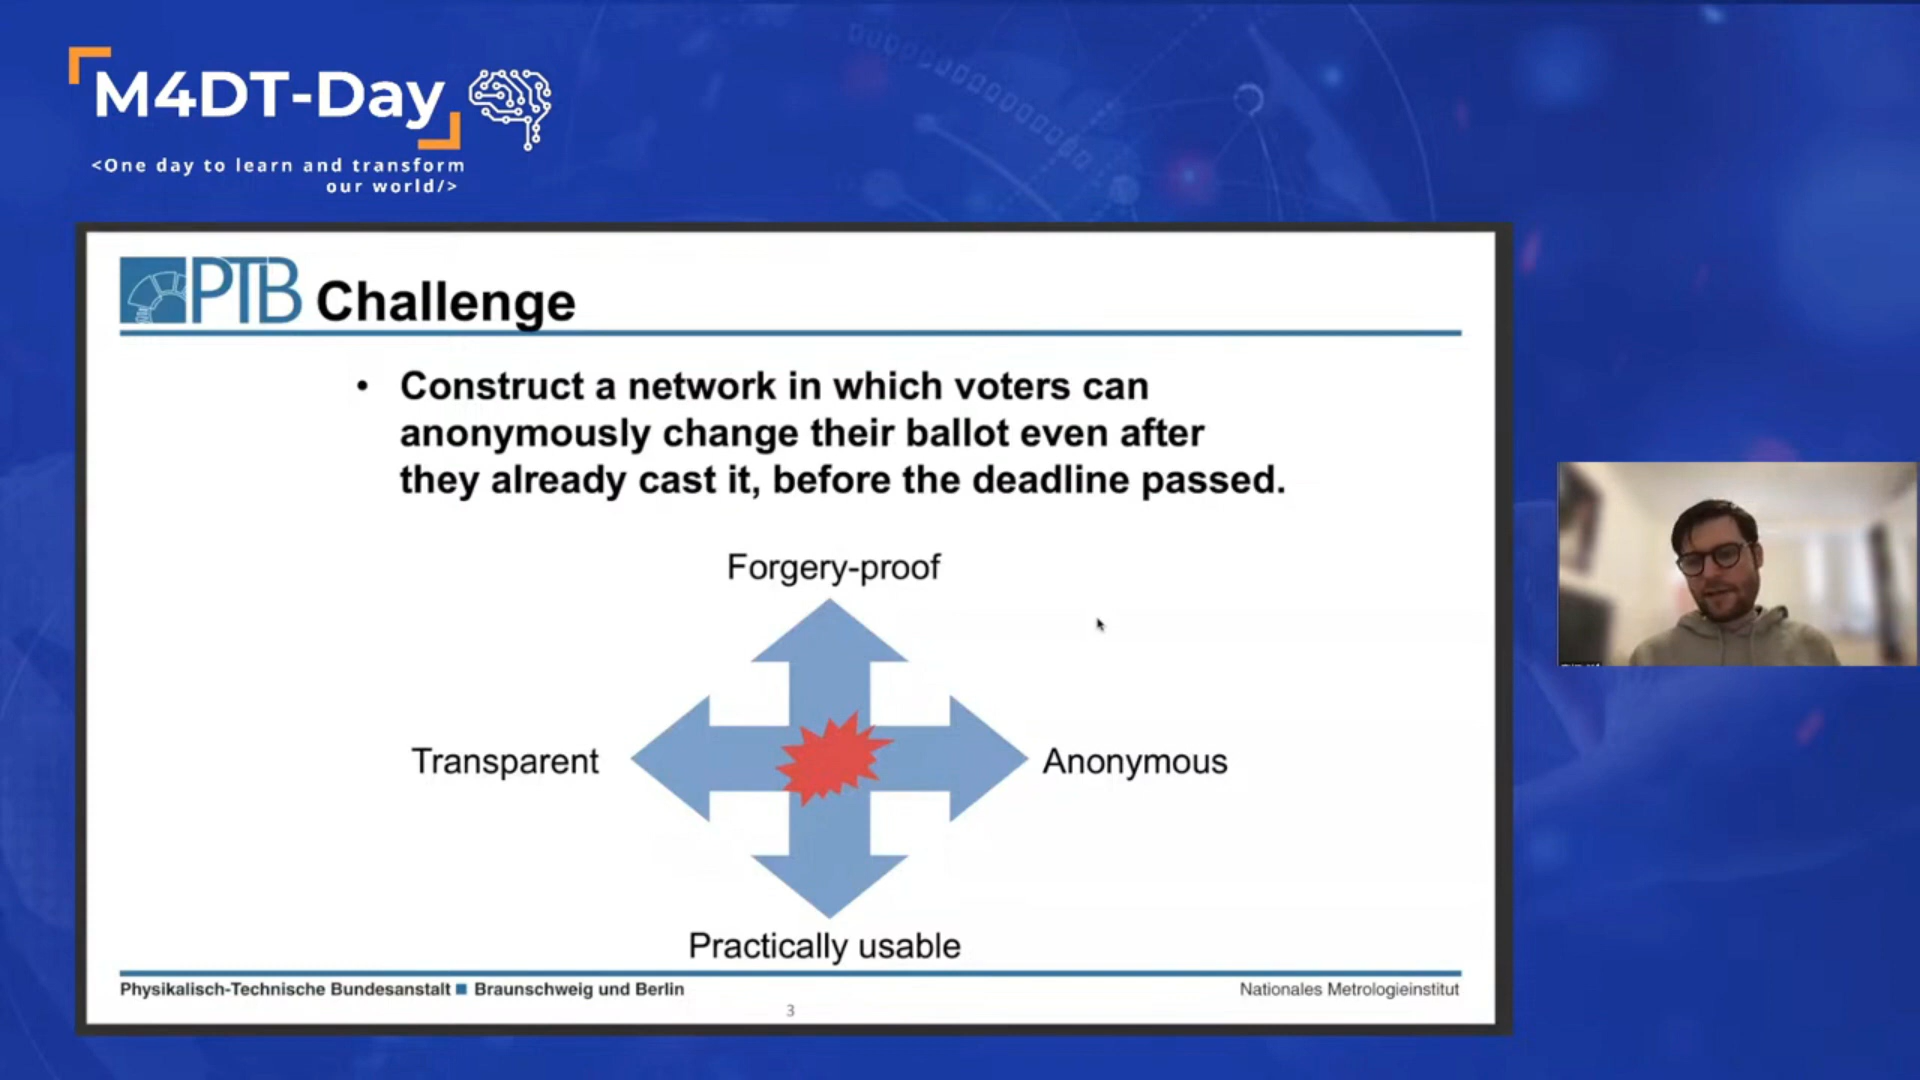 M4DT-Day
<One day to learn and transform
our world/>
PTB Challenge
• Construct a network in which voters can
anonymously change their ballot even after
they already cast it, before the deadline passed.
Forgery-proof
Transparent
Anonymous
Practically usable
Physikalisch-Technische Bundesanstalt ■ Braunschweig und Berlin
Nationales Metrologieinstitut
3